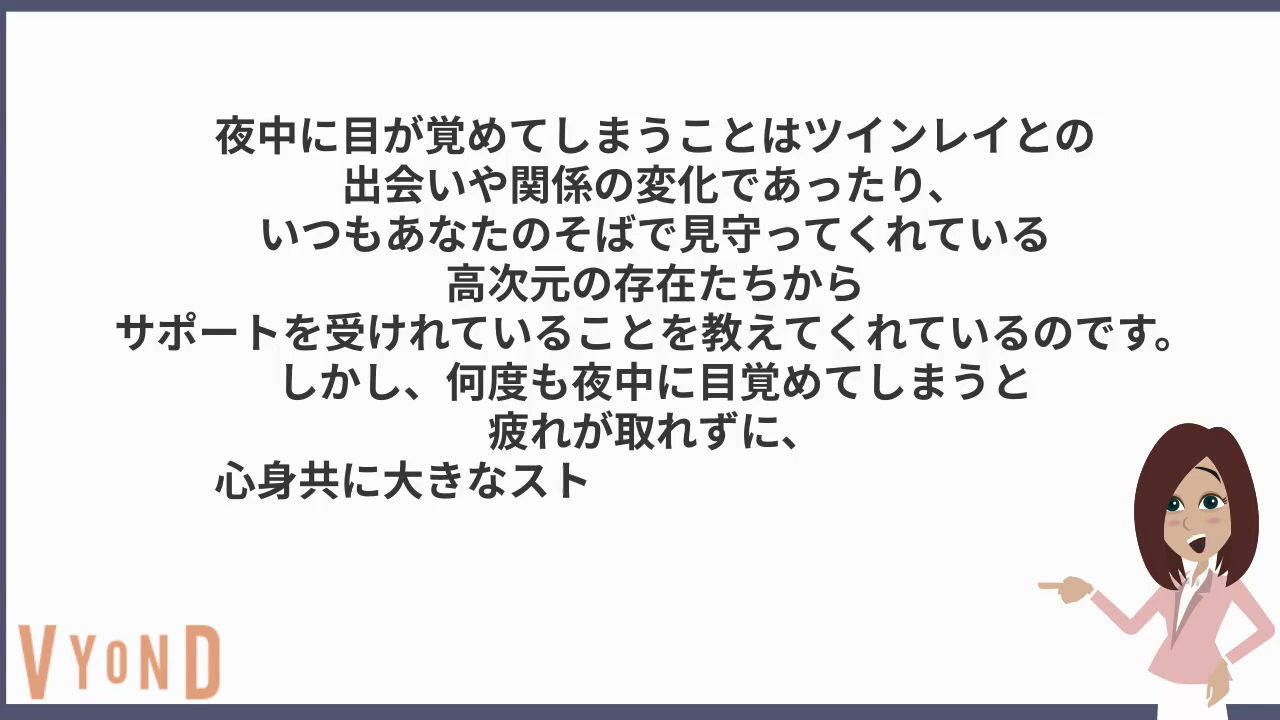 夜中に目が覚めてしまうことはツインレイとの
出会いや関係の変化であったり、
いつもあなたのそばで見守ってくれている
高次元の存在たちから
サポートを受けれていることを教えてくれているのです。
しかし、何度も夜中に目覚めてしまうと
疲れが取れずに、
心身共に大きなスト
VYOND